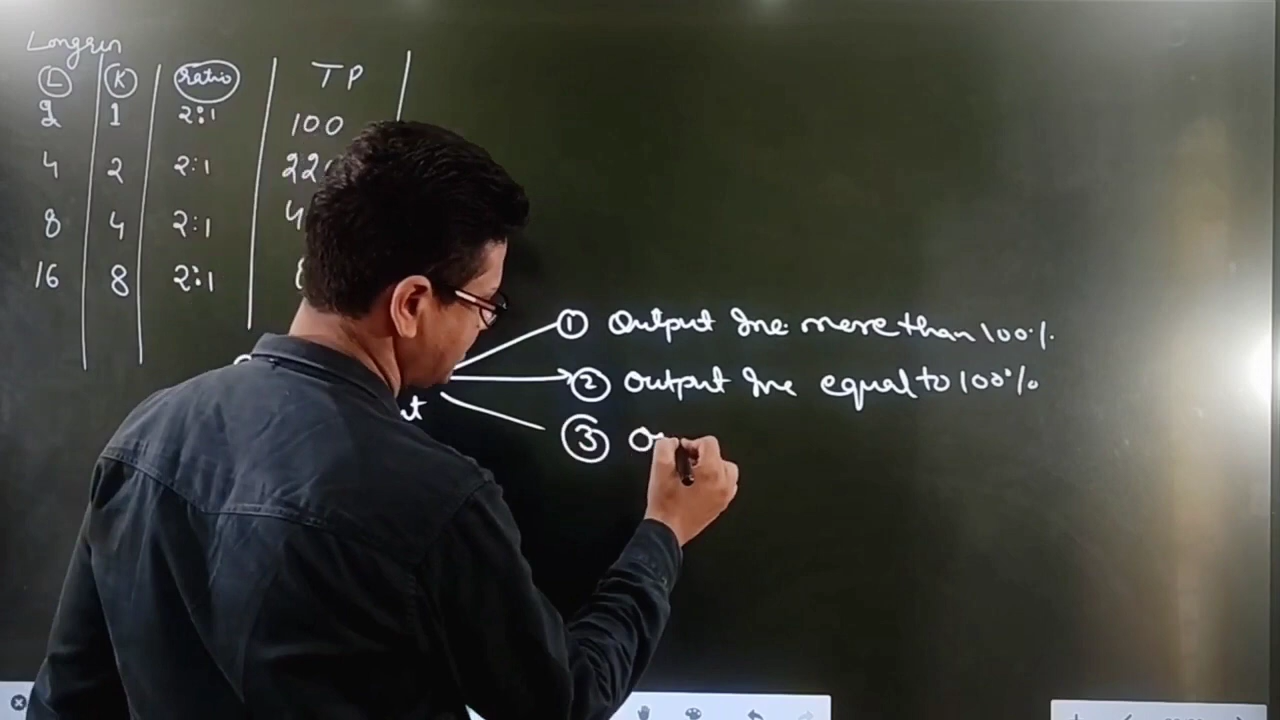 Longrun
L K ratio TP
2 1 2:1 100
4 2 2:1
8 4 2:1
16 8 2:1
① Output Inc. more than 100%.
② Output Inc equal to 100%
③